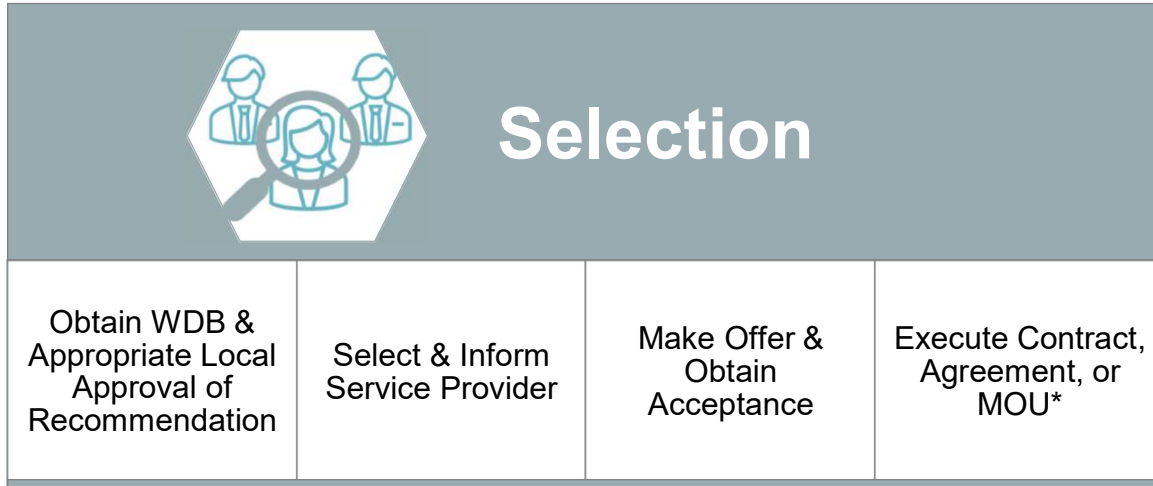 Selection
Obtain WDB &
Appropriate Local
Approval of
Recommendation
Select & Inform
Service Provider
Make Offer &
Obtain
Acceptance
Execute Contract,
Agreement, or
MOU*